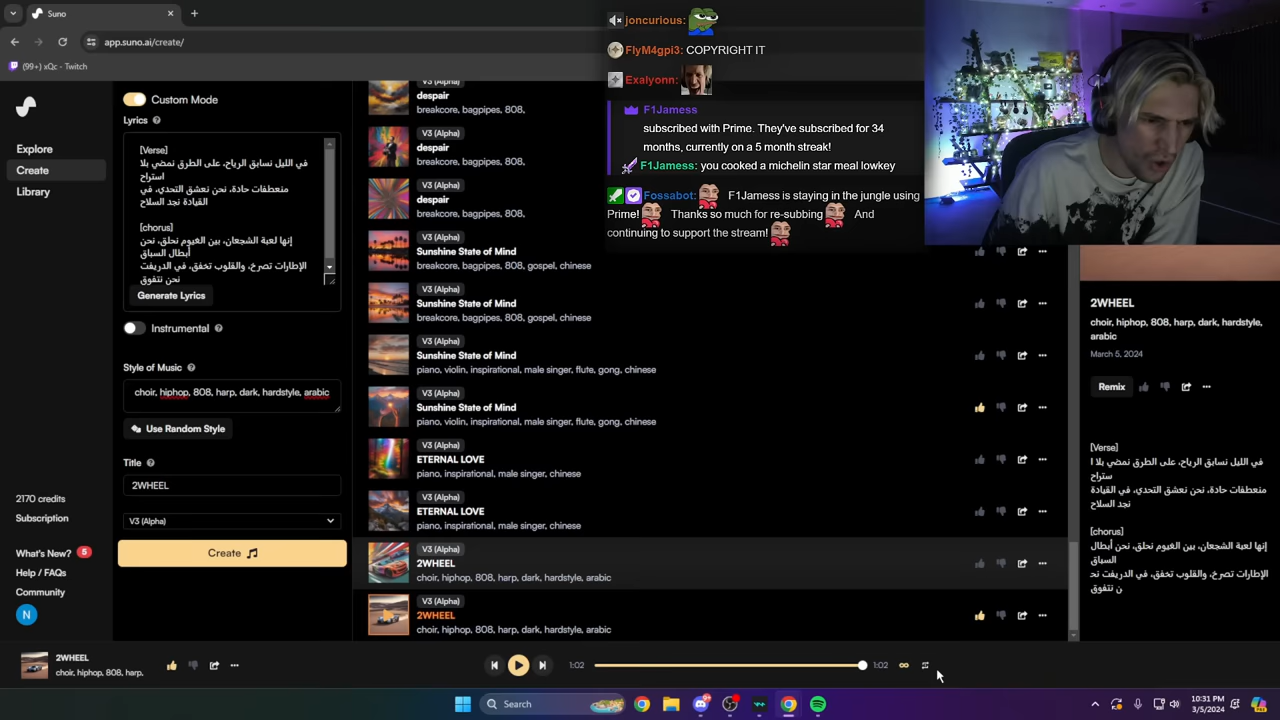 Suno
app.suno.ai/create/
(99+) xQc - Twitch
joncurious:
FlyM4gpi3: COPYRIGHT IT
Exalyonn:
F1Jamess
subscribed with Prime. They've subscribed for 34
months, currently on a 5 month streak!
F1Jamess: you cooked a michelin star meal lowkey
Fossabot: F1Jamess is staying in the jungle using
Prime! Thanks so much for re-subbing And
continuing to support the stream!
Explore
Create
Library
2170 credits
Subscription
What's New? 5
Help / FAQs
Community
N
Custom Mode
Lyrics
[Verse]
في الليل نسابق الرياح، على الطرق نمضي بلا
استراح
منعطفات حادة، نحن نعشق التحدي، في
القيادة نجد السلاح
[chorus]
إنها لعبة الشجعان، بين الغيوم نحلق، نحن
أبطال السباق
الإطارات تصرخ، والقلوب تخفق، في الدريفت
نحن نتفوق
Generate Lyrics
Instrumental
Style of Music
choir, hiphop, 808, harp, dark, hardstyle, arabic
Use Random Style
Title
2WHEEL
V3 (Alpha)
Create
V3 (Alpha)
despair
breakcore, bagpipes, 808,
V3 (Alpha)
despair
breakcore, bagpipes, 808,
V3 (Alpha)
despair
breakcore, bagpipes, 808,
V3 (Alpha)
Sunshine State of Mind
breakcore, bagpipes, 808, gospel, chinese
V3 (Alpha)
Sunshine State of Mind
breakcore, bagpipes, 808, gospel, chinese
V3 (Alpha)
Sunshine State of Mind
piano, violin, inspirational, male singer, flute, gong, chinese
V3 (Alpha)
Sunshine State of Mind
piano, violin, inspirational, male singer, flute, gong, chinese
V3 (Alpha)
ETERNAL LOVE
piano, inspirational, male singer, chinese
V3 (Alpha)
ETERNAL LOVE
piano, inspirational, male singer, chinese
V3 (Alpha)
2WHEEL
choir, hiphop, 808, harp, dark, hardstyle, arabic
V3 (Alpha)
2WHEEL
choir, hiphop, 808, harp, dark, hardstyle, arabic
2WHEEL
choir, hiphop, 808, harp, dark, hardstyle,
arabic
March 5, 2024
Remix
[Verse]
في الليل نسابق الرياح، على الطرق نمضي بلا ا
ستراح
منعطفات حادة، نحن نعشق التحدي، في القيادة
نجد السلاح
[chorus]
إنها لعبة الشجعان، بين الغيوم نحلق، نحن أبطال
السباق
الإطارات تصرخ، والقلوب تخفق، في الدريفت نح
ن نتفوق
2WHEEL
choir, hiphop, 808, harp,
1:02
1:02
Search
10:31 PM
3/5/2024